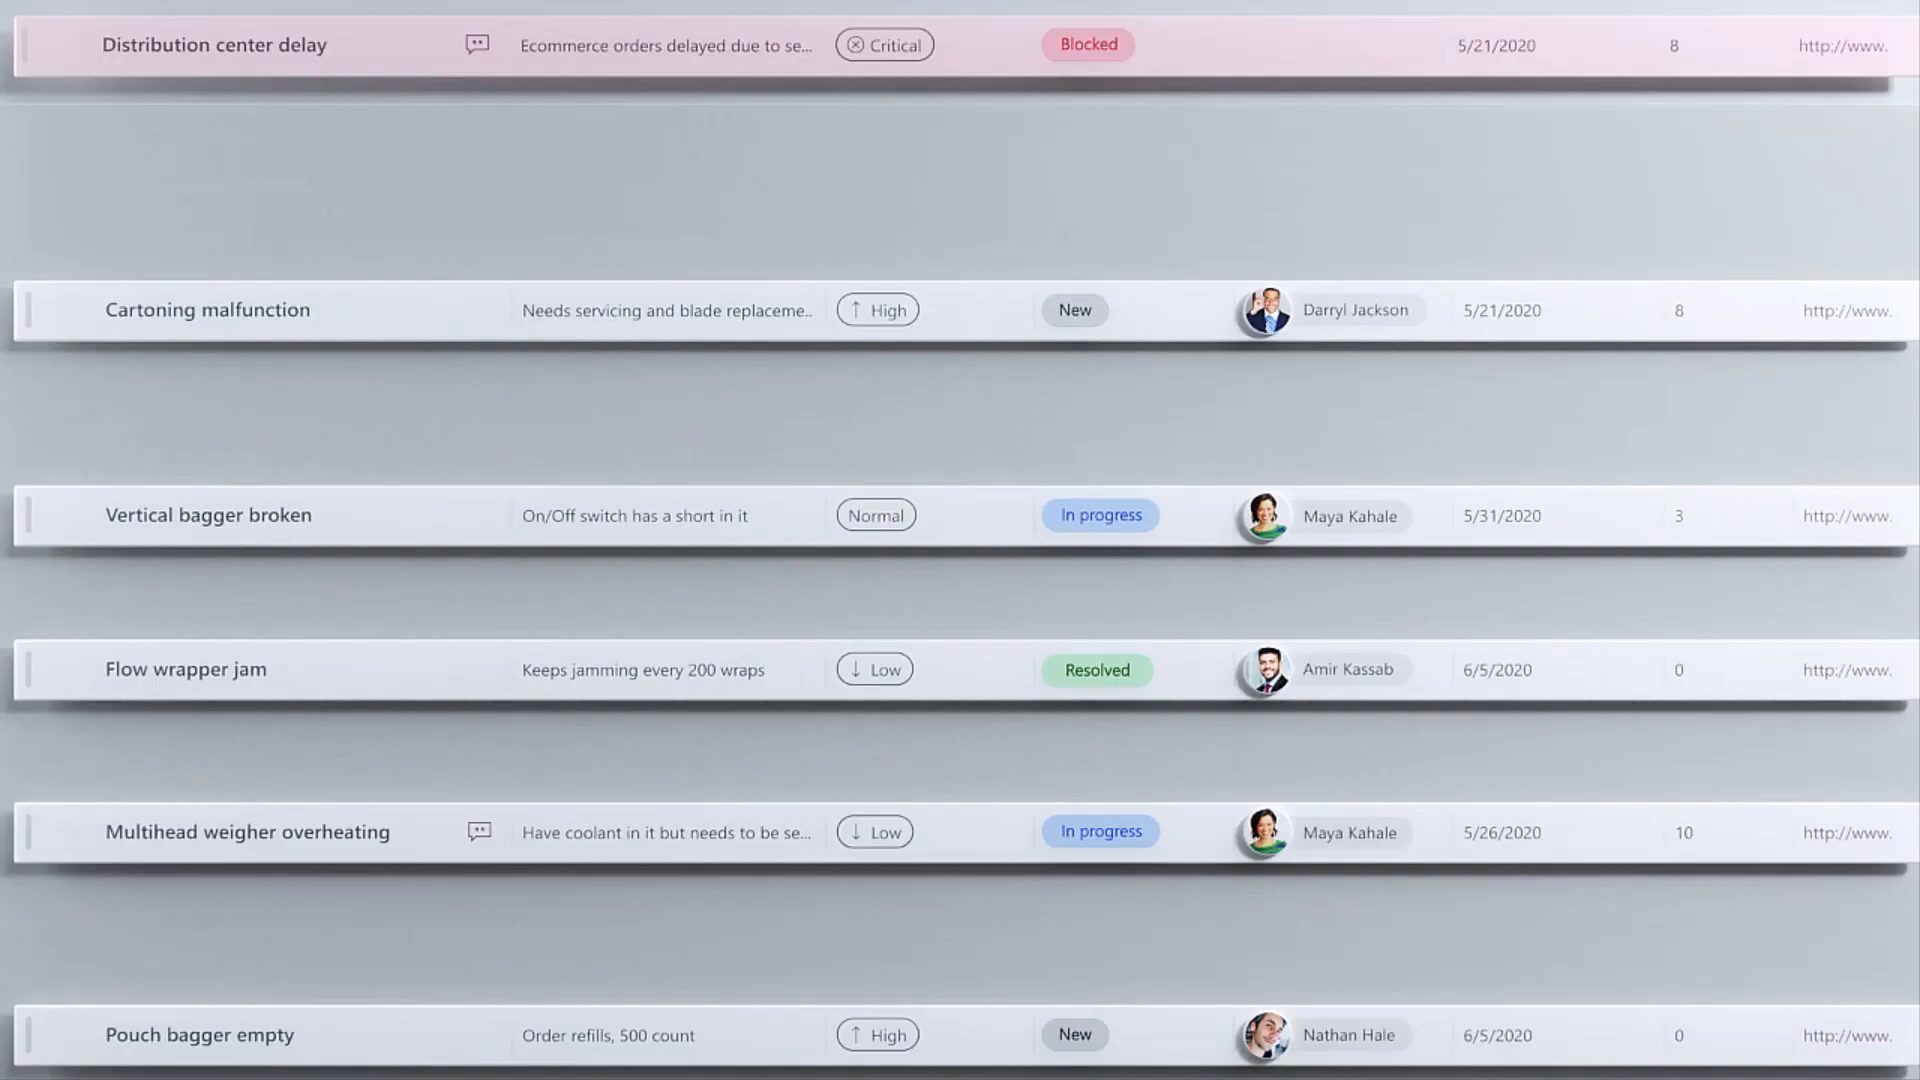 Distribution center delay Ecommerce orders delayed due to se... Critical Blocked 5/21/2020 8 http://www.
Cartoning malfunction Needs servicing and blade replaceme.. High New Darryl Jackson 5/21/2020 8 http://www.
Vertical bagger broken On/Off switch has a short in it Normal In progress Maya Kahale 5/31/2020 3 http://www.
Flow wrapper jam Keeps jamming every 200 wraps Low Resolved Amir Kassab 6/5/2020 0 http://www.
Multihead weigher overheating Have coolant in it but needs to be se... Low In progress Maya Kahale 5/26/2020 10 http://www.
Pouch bagger empty Order refills, 500 count High New Nathan Hale 6/5/2020 0 http://www.